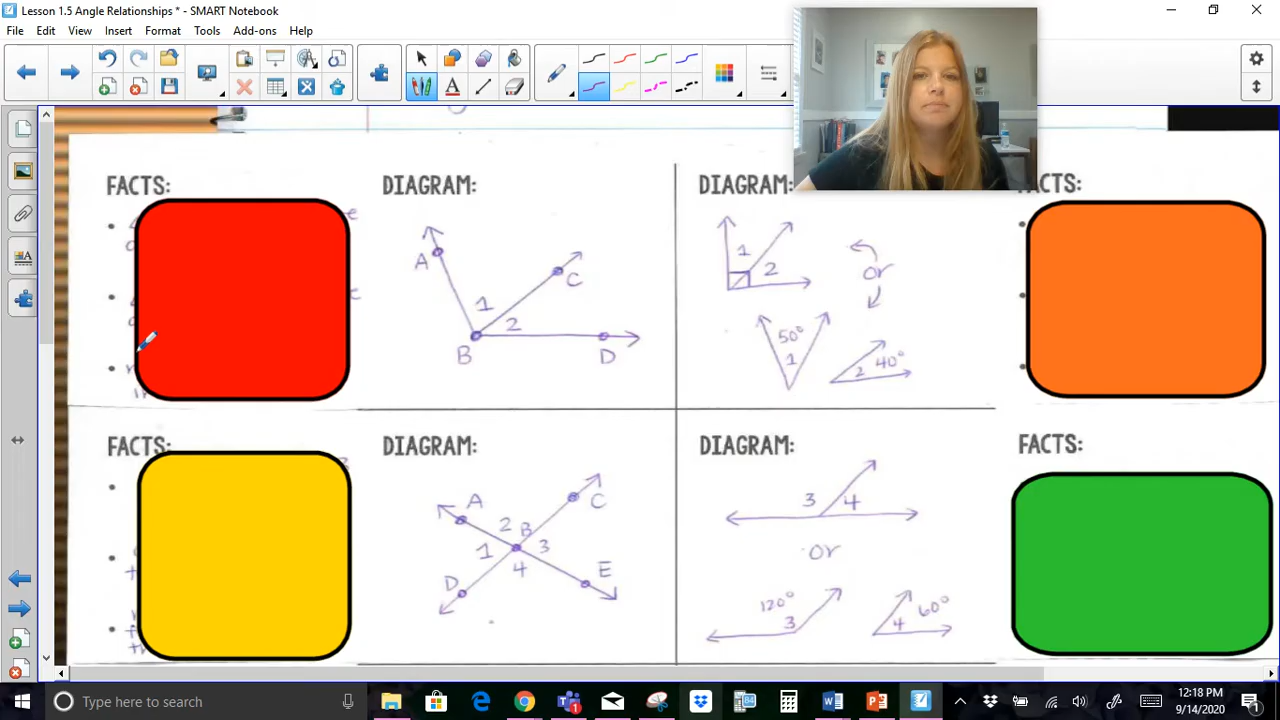 Lesson 1.5 Angle Relationships * - SMART Notebook
File Edit View Insert Format Tools Add-ons Help
FACTS:
DIAGRAM:
A
C
1
2
B
D
DIAGRAM:
1
2
or
50°
1
2 40°
FACTS:
DIAGRAM:
A
C
2 B
1 3
4
D
E
DIAGRAM:
3 4
or
120°
3
60°
4
FACTS:
Type here to search
12:18 PM
9/14/2020